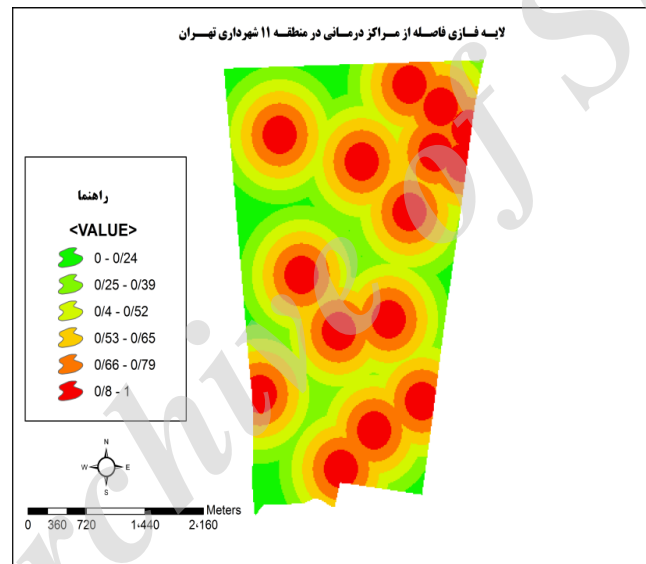 لایه فازی فاصله از مراکز درمانی در منطقه ۱۱ شهرداری تهران
راهنما
<VALUE>
0 - 0/24
0/25 - 0/39
0/4 - 0/52
0/53 - 0/65
0/66 - 0/79
0/8 - 1
N
W E
S
Meters
0 360 720 1،440 2،160
rchive of S